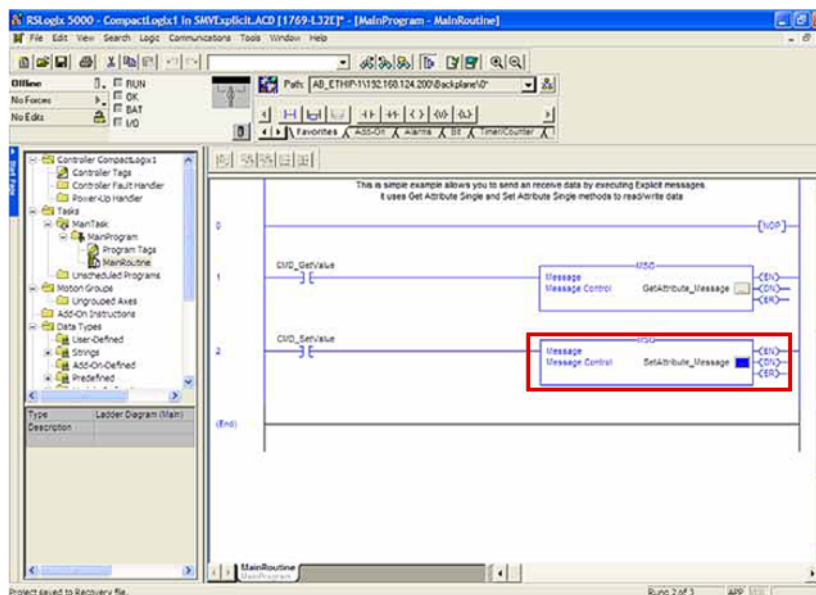 RSLogix 5000 - CompactLogix1 in SMVExplicit.ACD [1769-L32E]* - [MainProgram - MainRoutine]
File Edit View Search Logic Communications Tools Window Help
Offline
RUN
No Forces
OK
BAT
No Edits
I/O
Path: AB_ETHIP-1\192.168.124.200\Backplane\0*
Favorites Add-On Alarms Bit Timer/Counter
Start Page
Controller CompactLogix1
Controller Tags
Controller Fault Handler
Power-Up Handler
Tasks
MainTask
MainProgram
Program Tags
MainRoutine
Unscheduled Programs
Motion Groups
Ungrouped Axes
Add-On Instructions
Data Types
User-Defined
Strings
Add-On-Defined
Predefined
Type Ladder Diagram (Main)
Description
This is simple example allows you to send an receive data by executing Explicit messages.
it uses Get Attribute Single and Set Attribute Single methods to read/write data
0
NOP
CMD_GetValue
1
MSG
Message
Message Control GetAttribute_Message ...
EN
DN
ER
CMD_SetValue
2
MSG
Message
Message Control SetAttribute_Message
EN
DN
ER
(End)
MainRoutine
MainProgram
Project saved to Recovery file.
Rung 2 of 3 APP